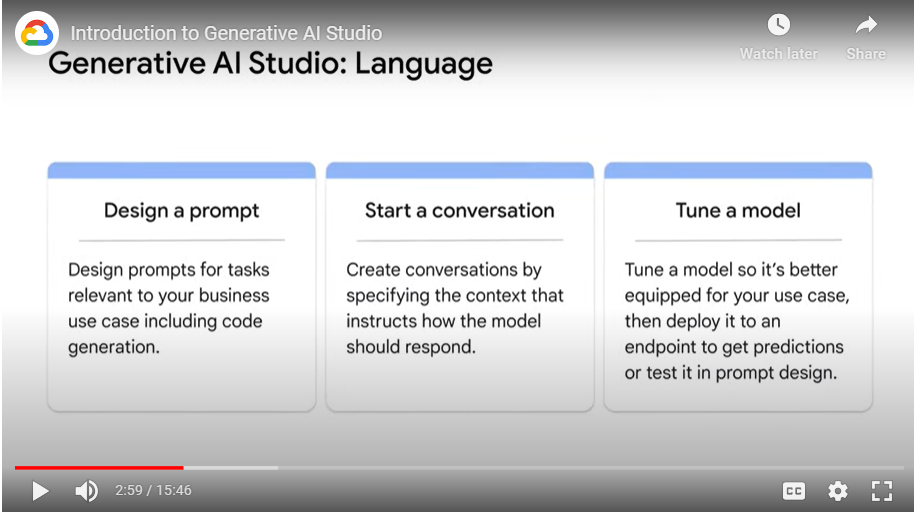 Introduction to Generative AI Studio
Watch later
Share
Generative AI Studio: Language
Design a prompt
Design prompts for tasks
relevant to your business
use case including code
generation.
Start a conversation
Create conversations by
specifying the context that
instructs how the model
should respond.
Tune a model
Tune a model so it's better
equipped for your use case,
then deploy it to an
endpoint to get predictions
or test it in prompt design.
2:59 / 15:46
CC